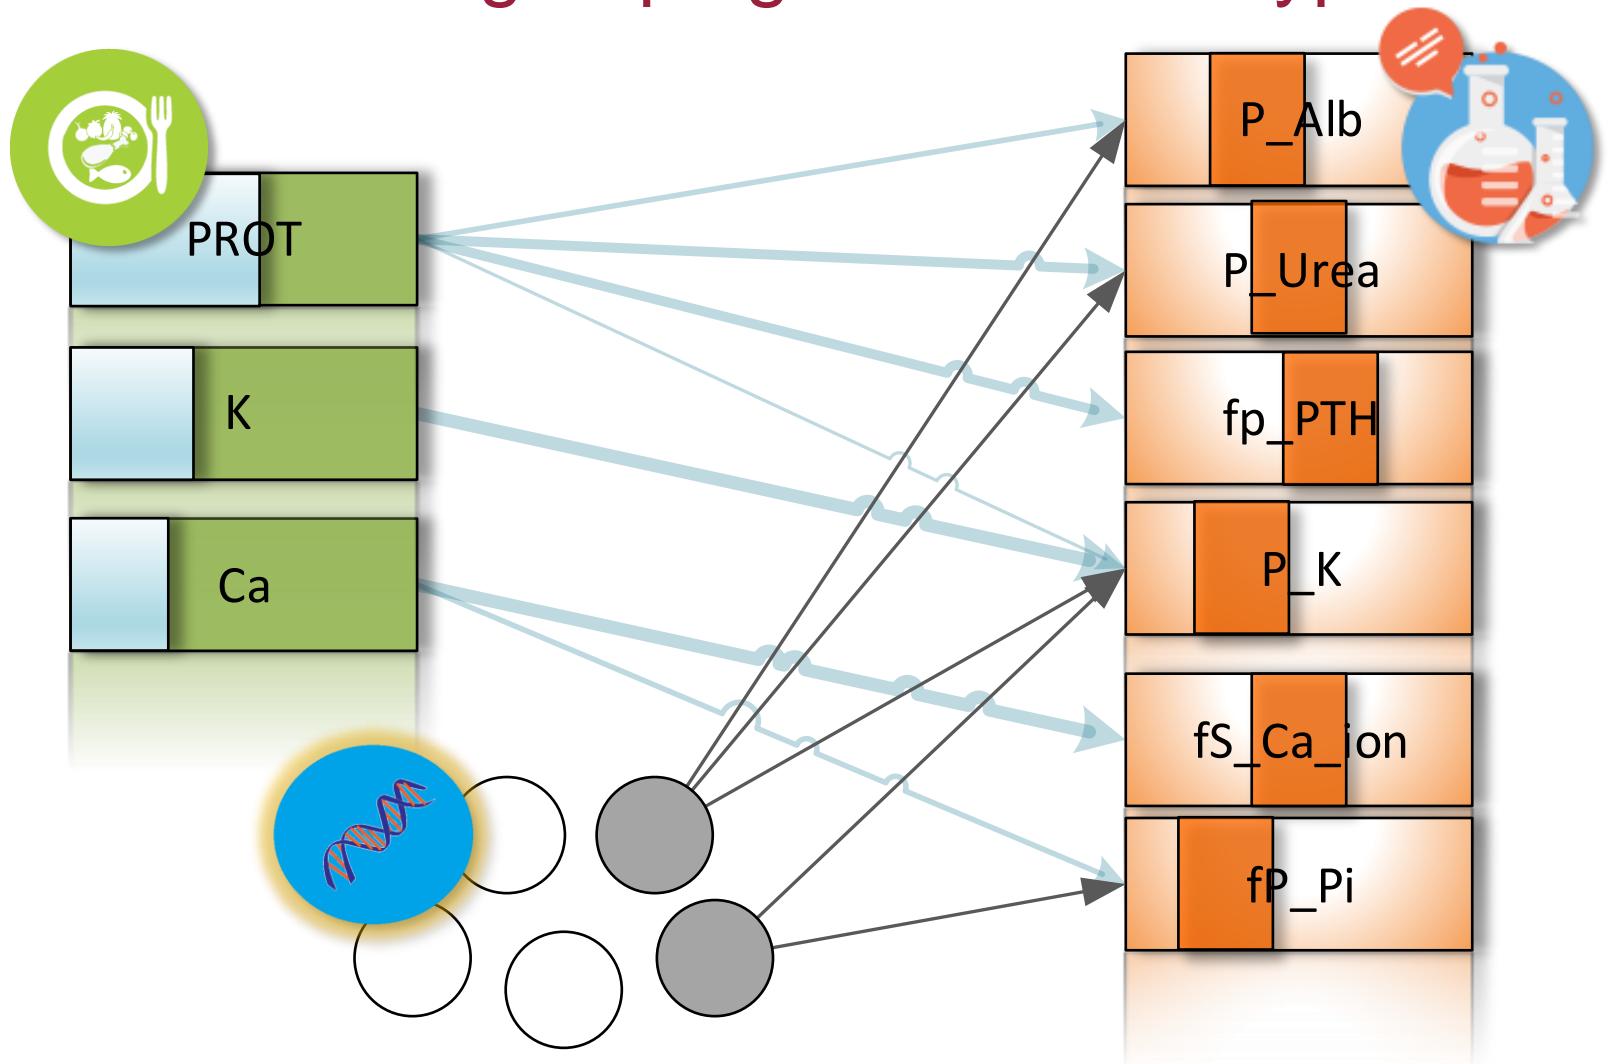 PROT
K
Ca
P_Alb
P_Urea
fp_PTH
P_K
fS_Ca_ion
fP_Pi